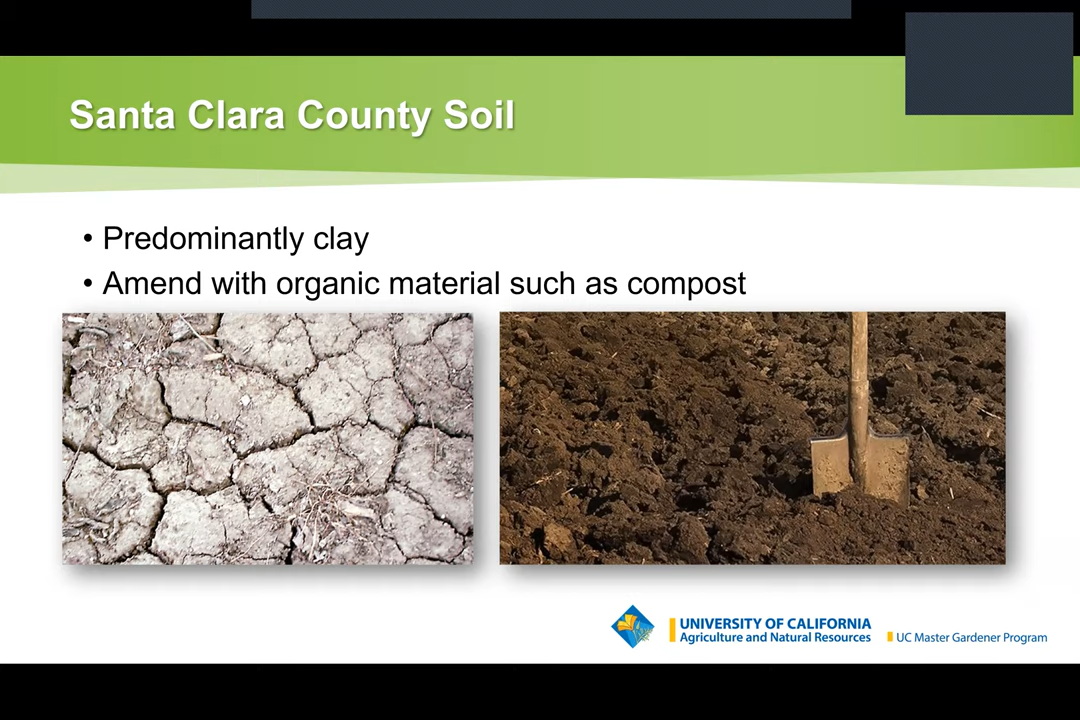 Santa Clara County Soil
• Predominantly clay
• Amend with organic material such as compost
UNIVERSITY OF CALIFORNIA
Agriculture and Natural Resources
UC Master Gardener Program